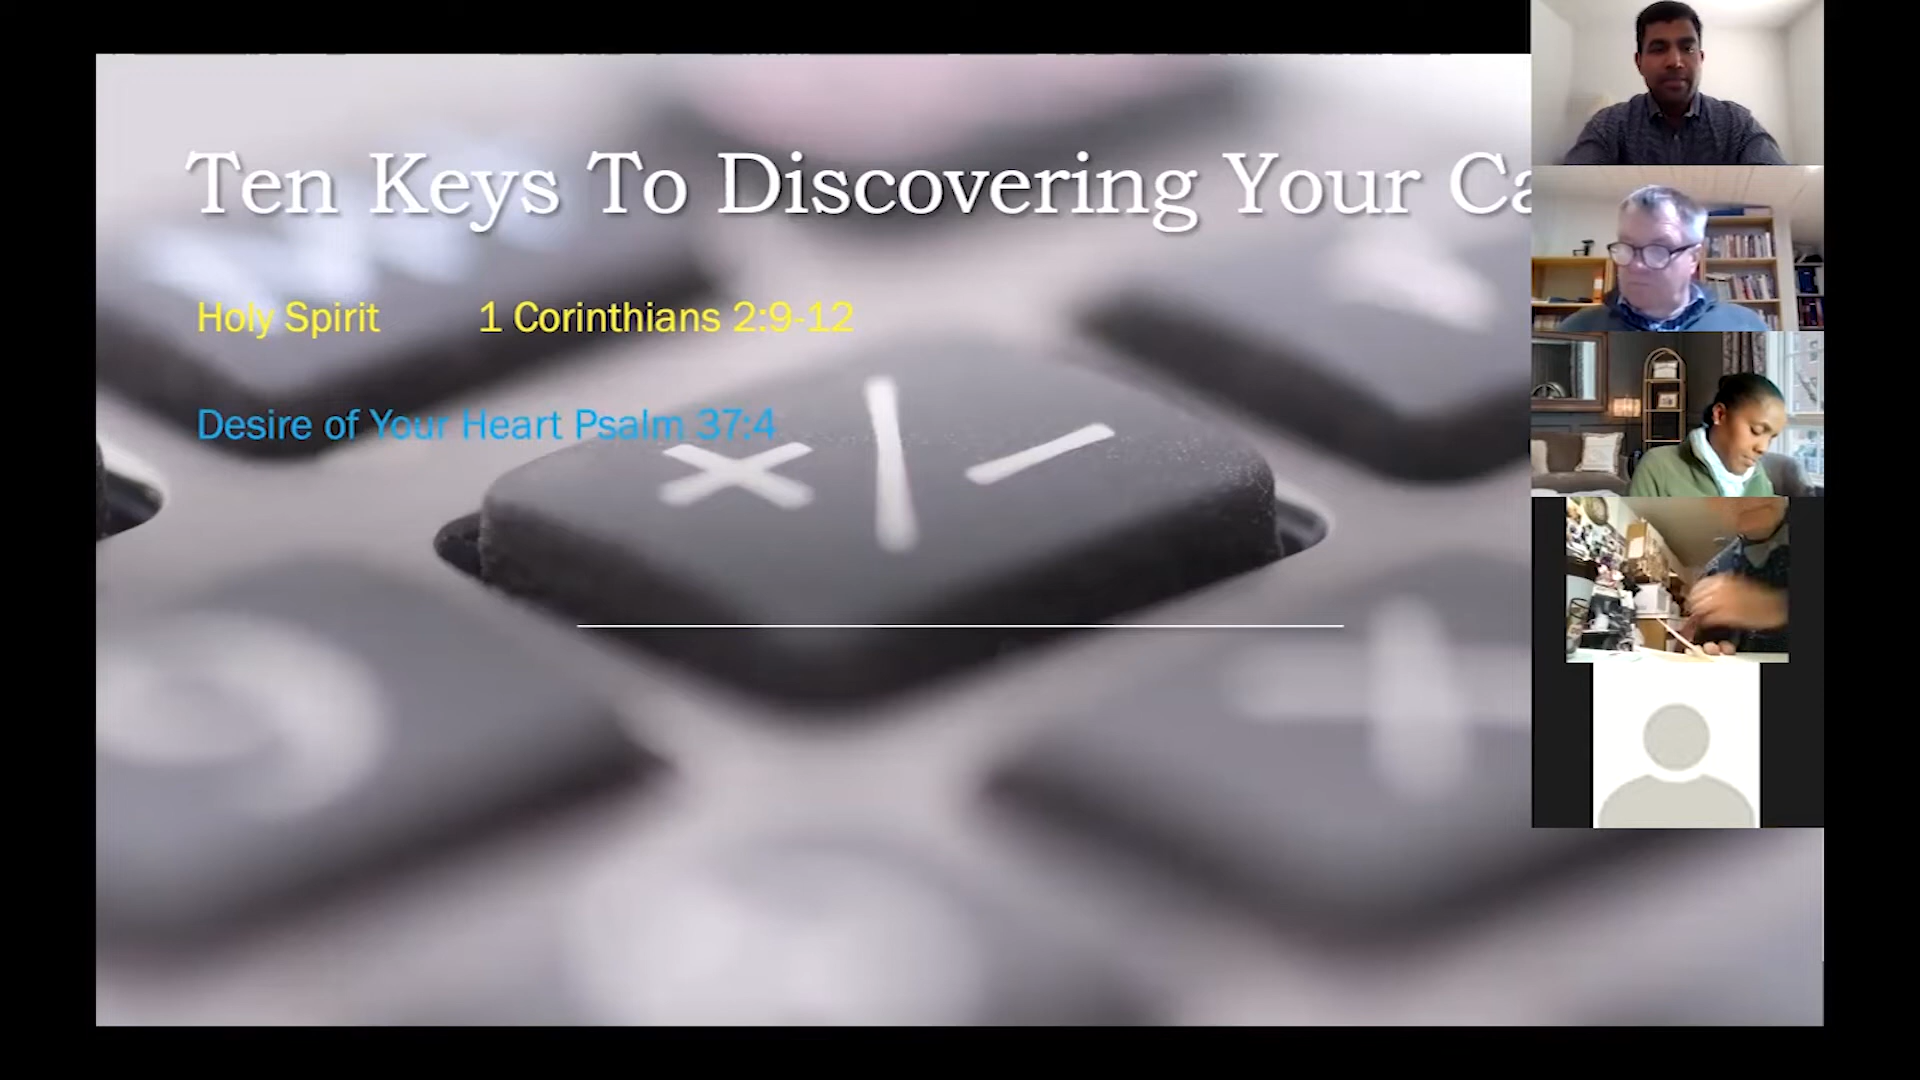 Ten Keys To Discovering Your Ca
Holy Spirit 1 Corinthians 2:9-12
Desire of Your Heart Psalm 37:4